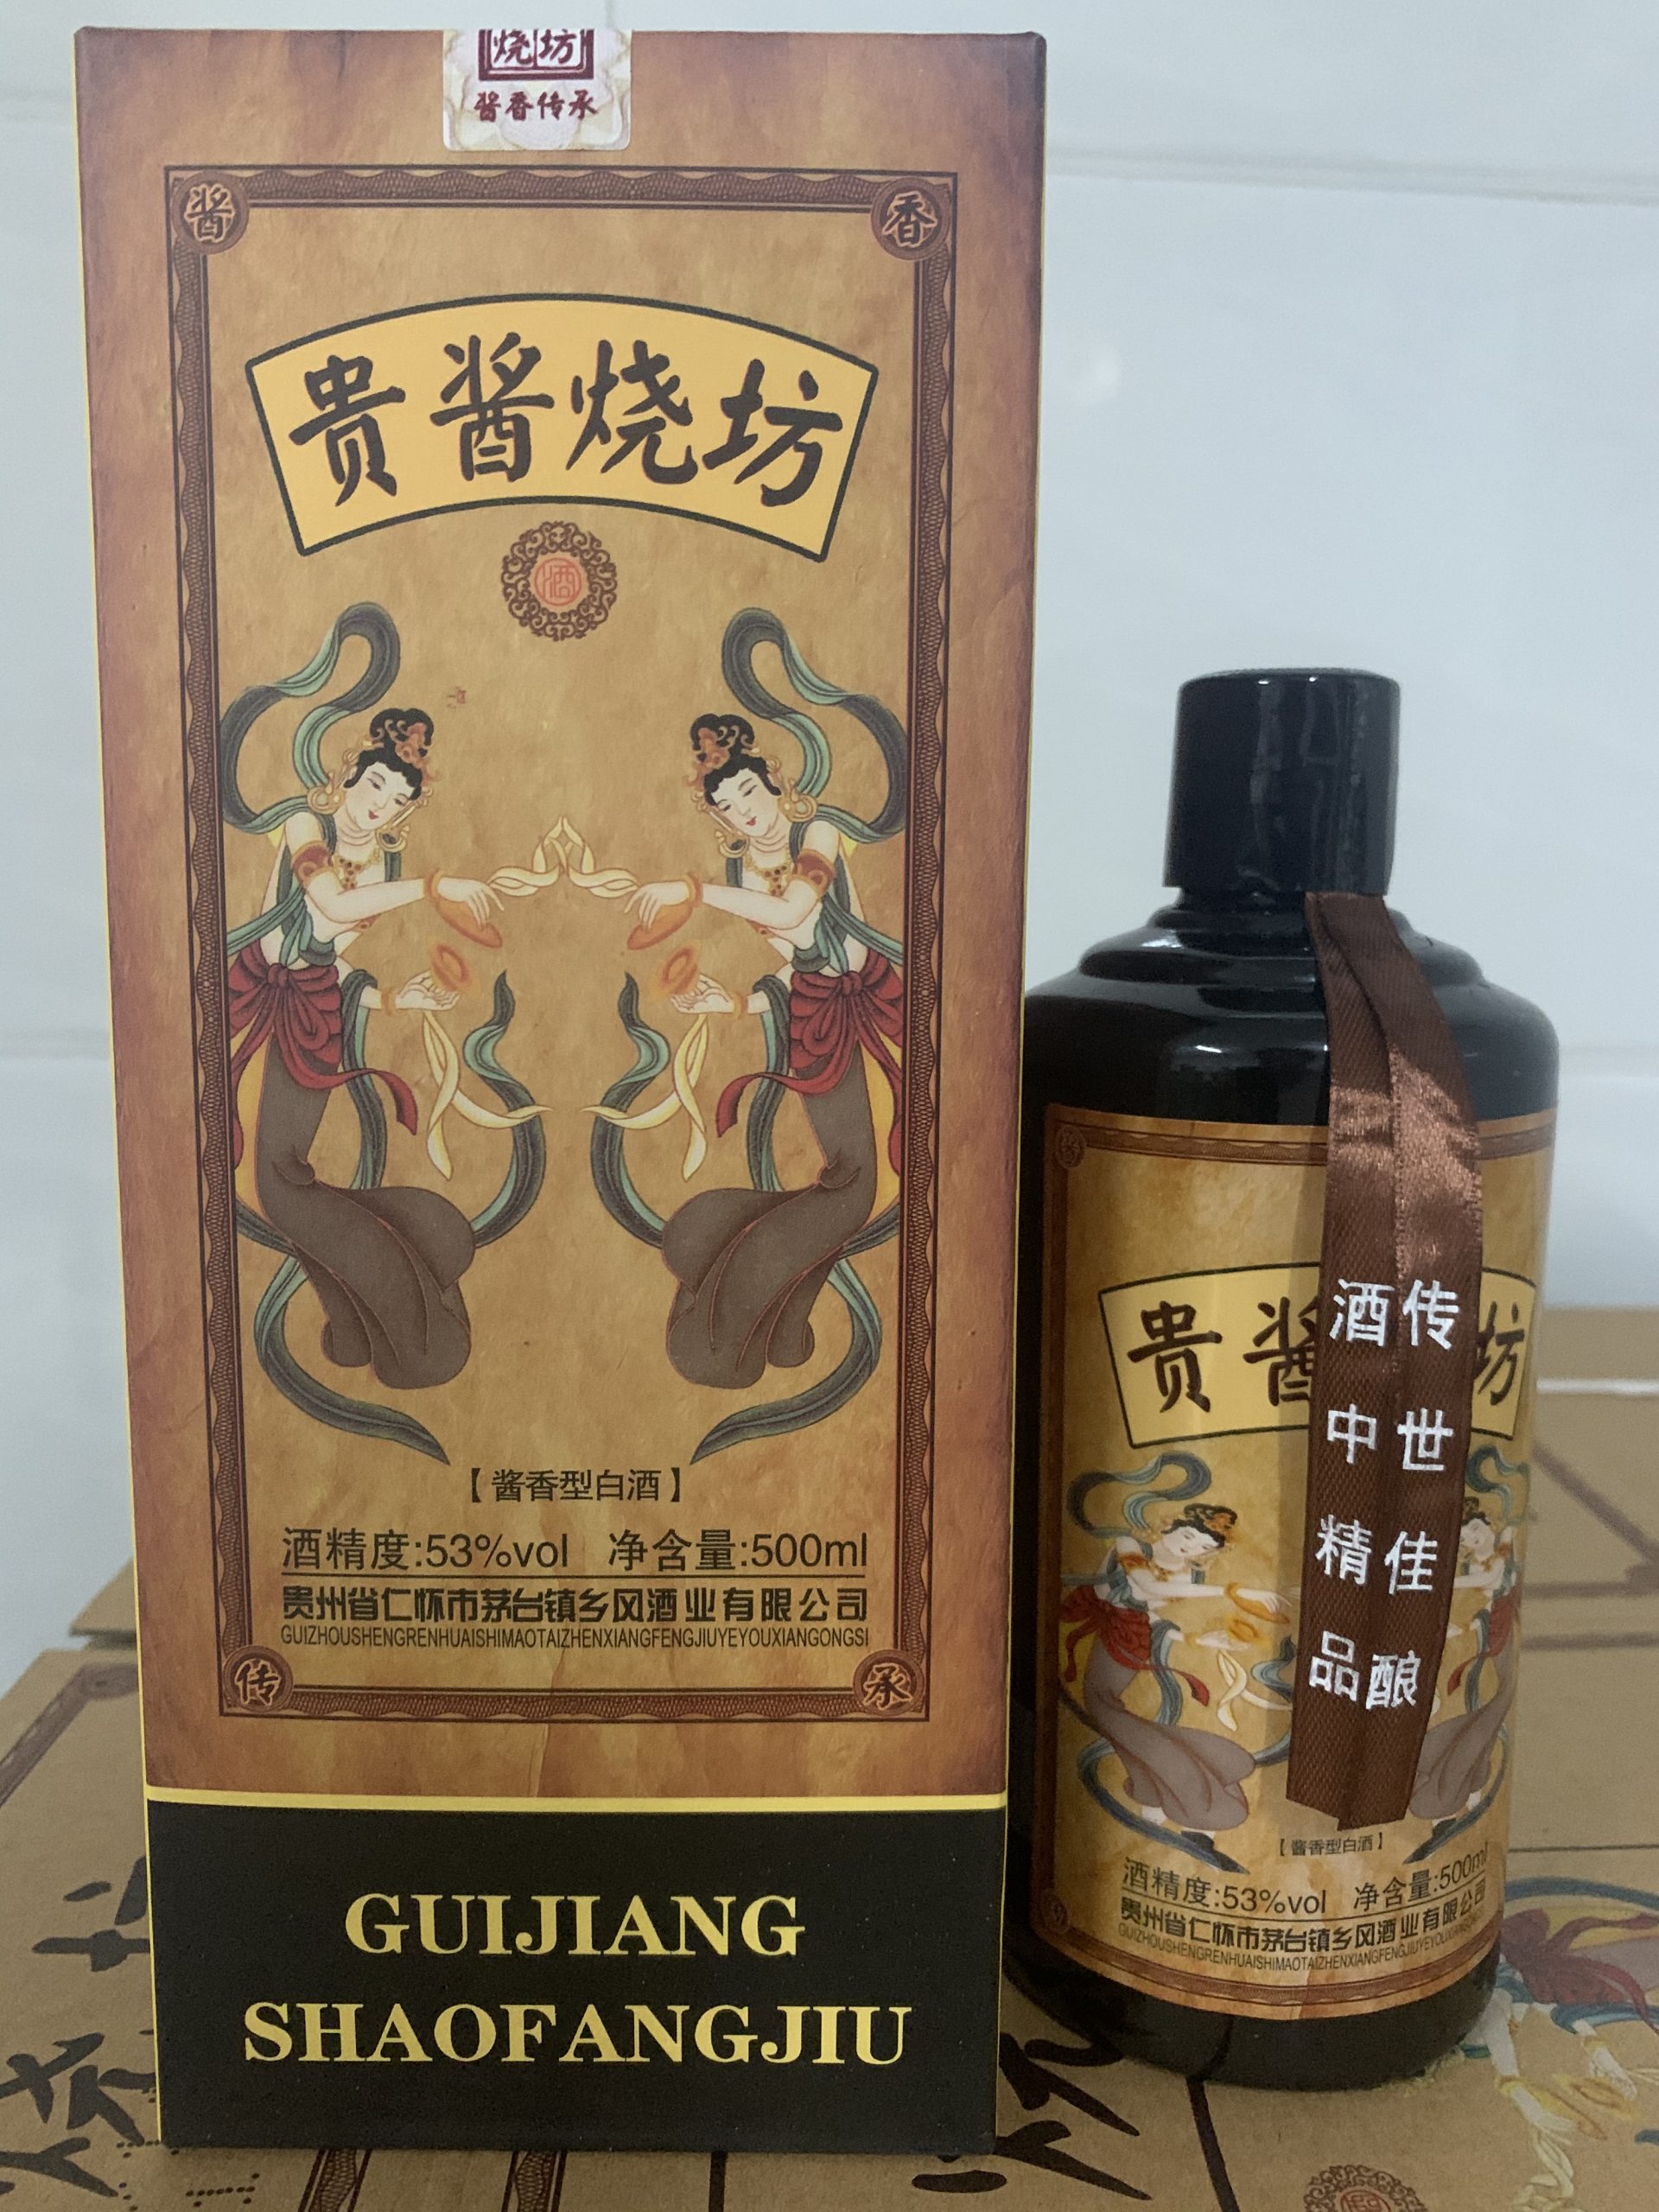 烧坊
酱香传承
酱 香
贵酱烧坊
酒
【酱香型白酒】
酒精度:53%vol 净含量:500ml
贵州省仁怀市茅台镇乡风酒业有限公司
GUIZHOUSHENGRENHUAISHIMAOTAIZHENXIANGFENGJIUYEYOUXIANGONGSI
传 承
GUIJIANG
SHAOFANGJIU
传世佳酿
酒中精品
贵酱 坊
【酱香型白酒】
酒精度:53%vol 净含量:500ml
贵州省仁怀市茅台镇乡风酒业有限公司
GUIZHOUSHENGRENHUAISHIMAOTAIZHENXIANGFENGJIUYEYOUXIANGONGSI